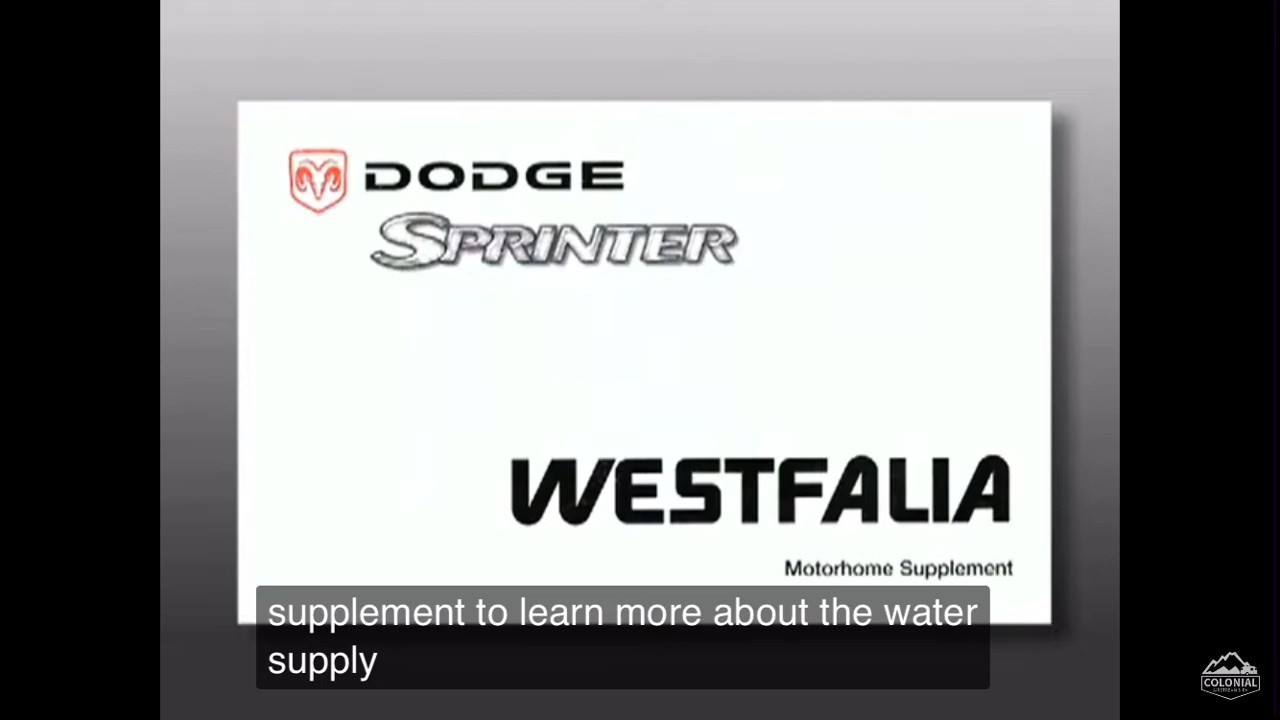 DODGE
SPRINTER
WESTFALIA
Motorhome Supplement
supplement to learn more about the water
supply
COLONIAL